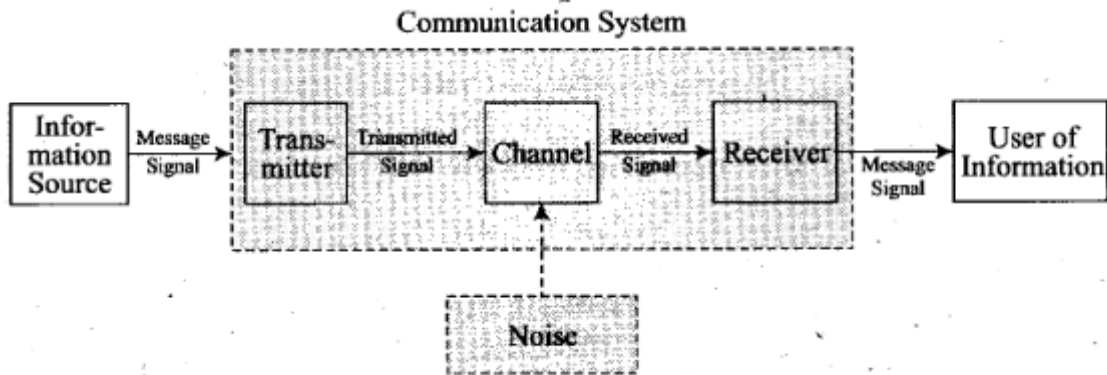 Communication System
Infor-
mation
Source
Message
Signal
Trans-
mitter
Transmitted
Signal
Channel
Received
Signal
Receiver
Message
Signal
User of
Information
Noise